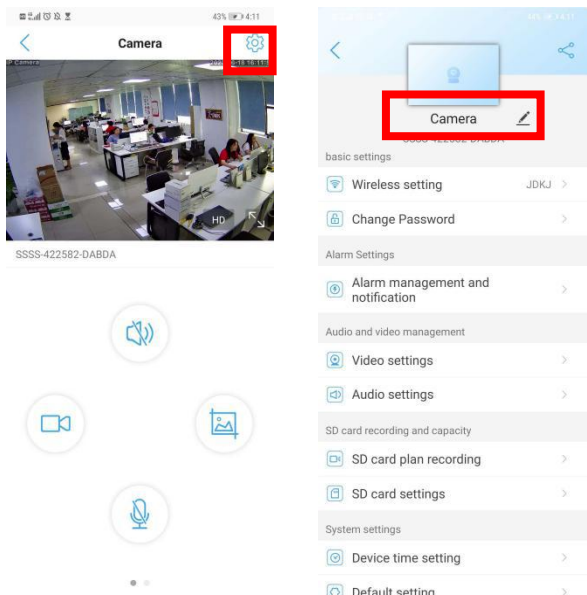 43% 4:11
Camera
P Camera
HD
SSSS-422582-DABDA
Camera
basic settings
Wireless setting JDKJ
Change Password
Alarm Settings
Alarm management and
notification
Audio and video management
Video settings
Audio settings
SD card recording and capacity
SD card plan recording
SD card settings
System settings
Device time setting
Default setting